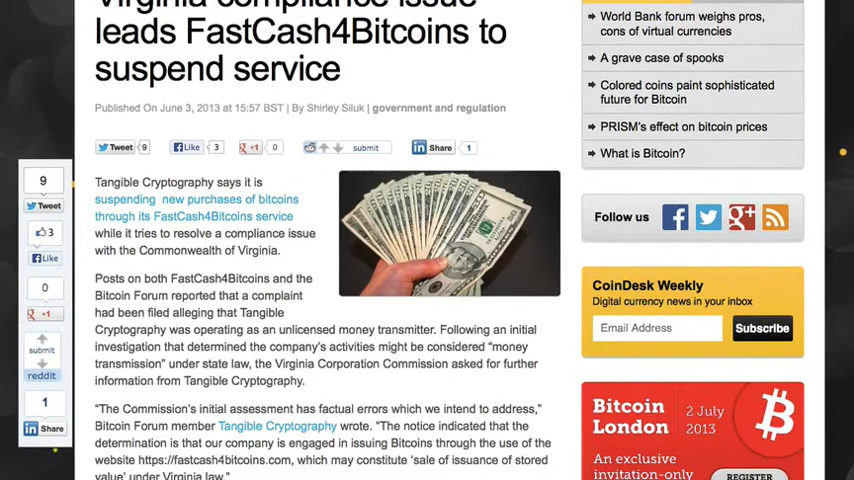 Virginia compliance issue
leads FastCash4Bitcoins to
suspend service
Published On June 3, 2013 at 15:57 BST | By Shirley Siluk | government and regulation
Tweet 9
Like 3
g +1 0
submit
in Share 1
9
Tweet
3
Like
0
g +1
submit
reddit
1
in Share
Tangible Cryptography says it is
suspending new purchases of bitcoins
through its FastCash4Bitcoins service
while it tries to resolve a compliance issue
with the Commonwealth of Virginia.
Posts on both FastCash4Bitcoins and the
Bitcoin Forum reported that a complaint
had been filed alleging that Tangible
Cryptography was operating as an unlicensed money transmitter. Following an initial
investigation that determined the company's activities might be considered “money
transmission” under state law, the Virginia Corporation Commission asked for further
information from Tangible Cryptography.
“The Commission's initial assessment has factual errors which we intend to address,”
Bitcoin Forum member Tangible Cryptography wrote. “The notice indicated that the
determination is that our company is engaged in issuing Bitcoins through the use of the
website https://fastcash4bitcoins.com, which may constitute ‘sale of issuance of stored
value’ under Virginia law.”
World Bank forum weighs pros,
cons of virtual currencies
A grave case of spooks
Colored coins paint sophisticated
future for Bitcoin
PRISM's effect on bitcoin prices
What is Bitcoin?
Follow us
CoinDesk Weekly
Digital currency news in your inbox
Email Address
Subscribe
Bitcoin
London
2 July
2013
An exclusive
invitation-only
REGISTER